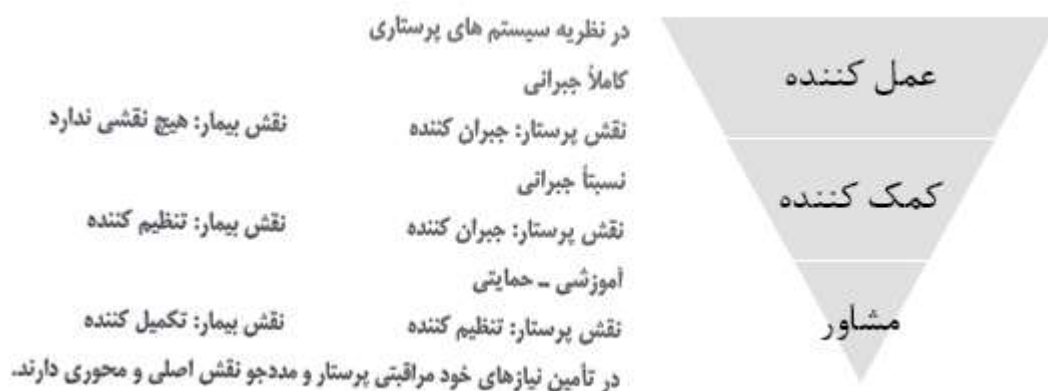 در نظریه سیستم های پرستاری
کاملاً جبرانی
نقش پرستار: جبران کننده نقش بیمار: هیچ نقشی ندارد
نسبتاً جبرانی
نقش پرستار: جبران کننده نقش بیمار: تنظیم کننده
آموزشی ـ حمایتی
نقش پرستار: تنظیم کننده نقش بیمار: تکمیل کننده
در تأمین نیازهای خود مراقبتی پرستار و مددجو نقش اصلی و محوری دارند.
عمل کننده
کمک کننده
مشاور